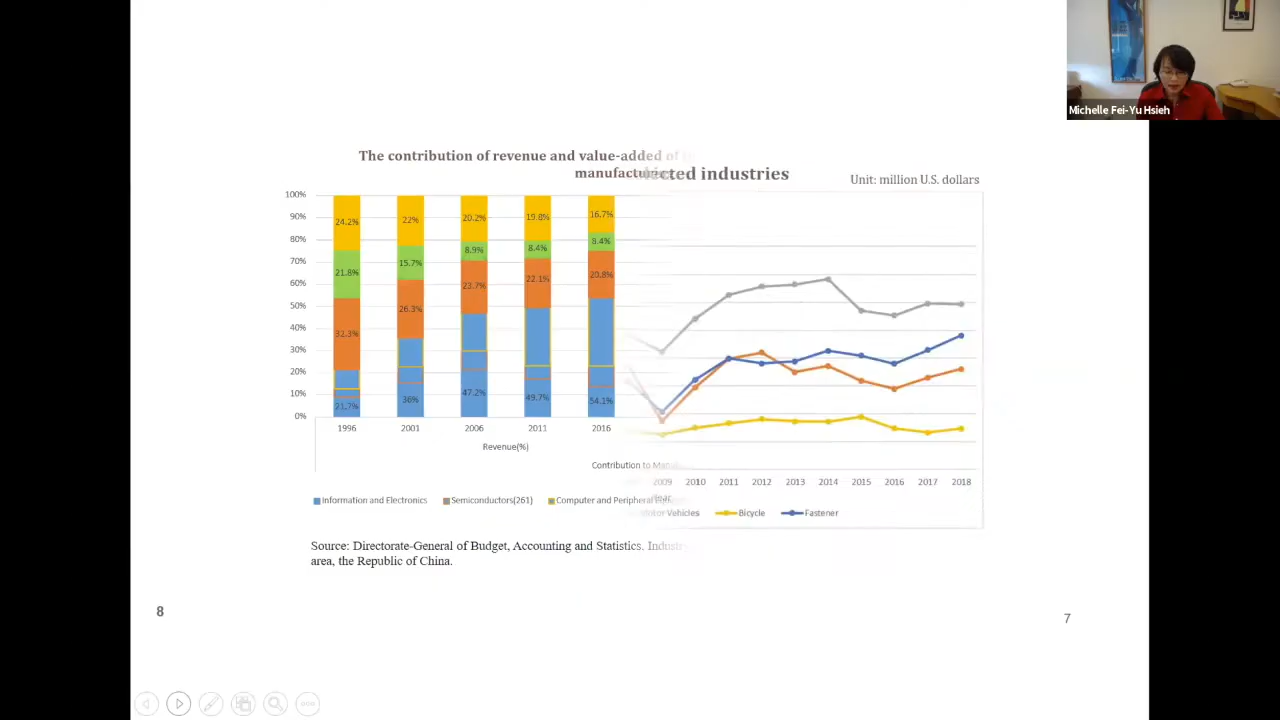 Michelle Fei-Yu Hsieh
The contribution of revenue and value-added of
manufacture
ected industries
Unit: million U.S. dollars
100%
90%
80%
70%
60%
50%
40%
30%
20%
10%
0%
24.2%
21.8%
32.3%
21.7%
22%
15.7%
26.3%
36%
20.2%
8.9%
23.7%
47.2%
19.8%
8.4%
22.1%
49.7%
16.7%
8.4%
20.8%
54.1%
1996 2001 2006 2011 2016
Revenue(%)
Contribution to Manu
2009 2010 2011 2012 2013 2014 2015 2016 2017 2018
Year
Information and Electronics Semiconductors(261) Computer and Peripheral
Motor Vehicles Bicycle Fastener
Source: Directorate-General of Budget, Accounting and Statistics. Industr
area, the Republic of China.
8
7